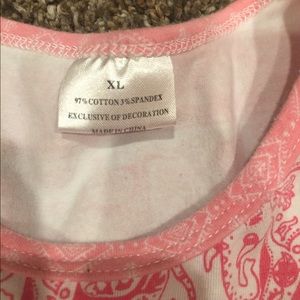 XL
97% COTTON 3% SPANDEX
EXCLUSIVE OF DECORATION
MADE IN CHINA